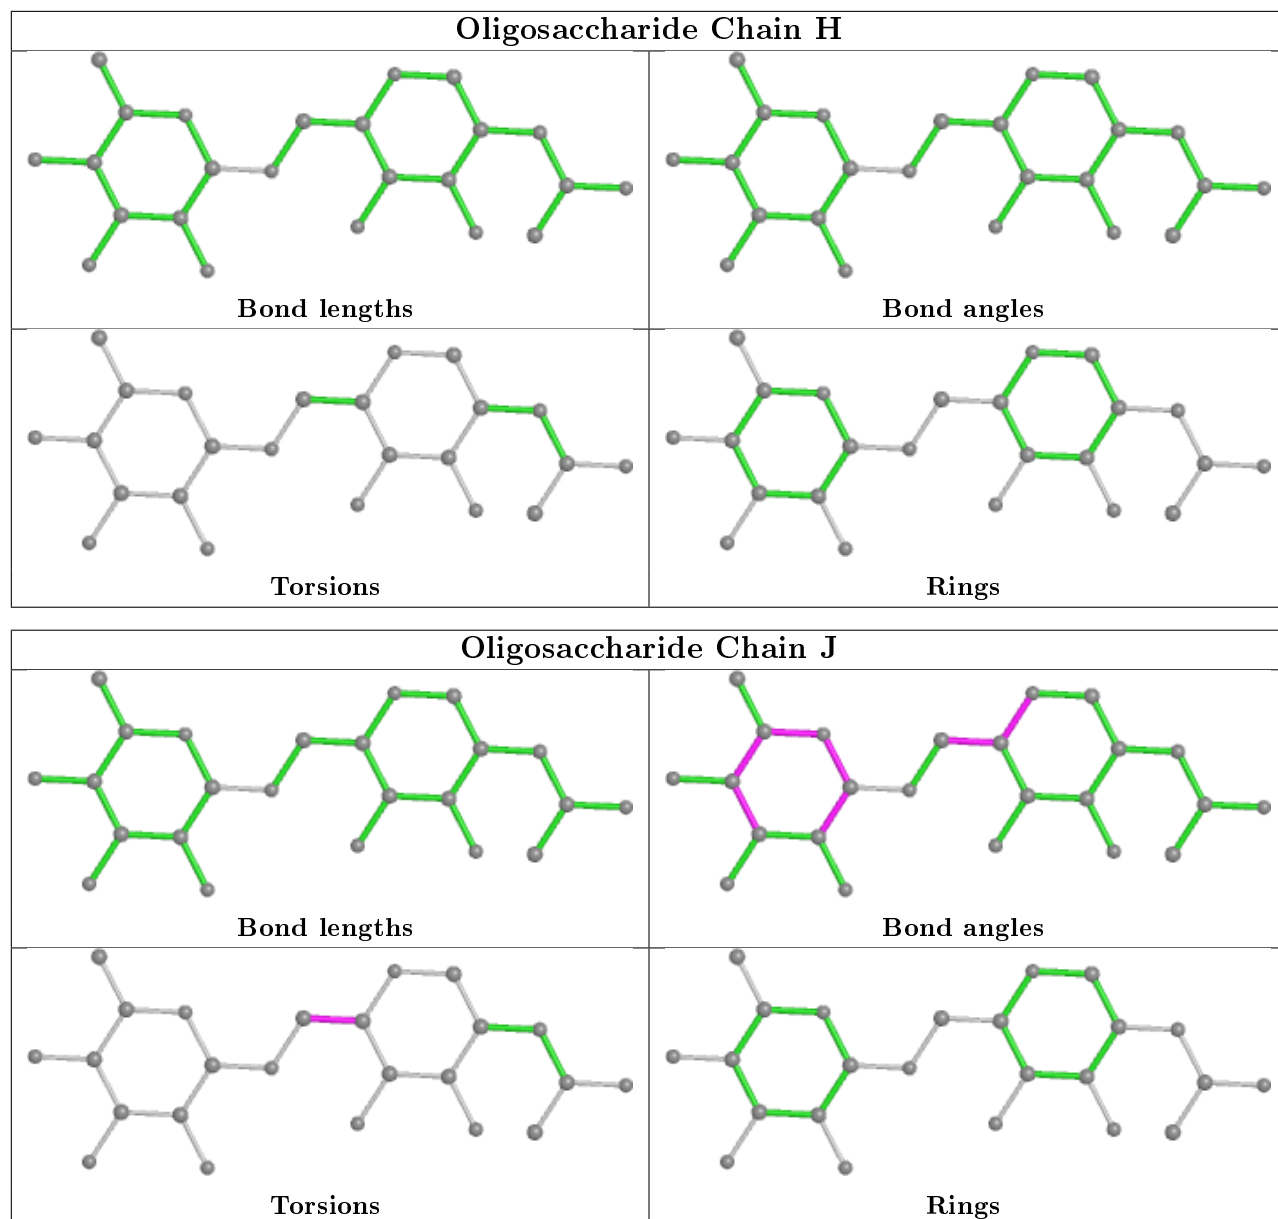 Oligosaccharide Chain H
Bond lengths
Bond angles
Torsions
Rings
Oligosaccharide Chain J
Bond lengths
Bond angles
Torsions
Rings